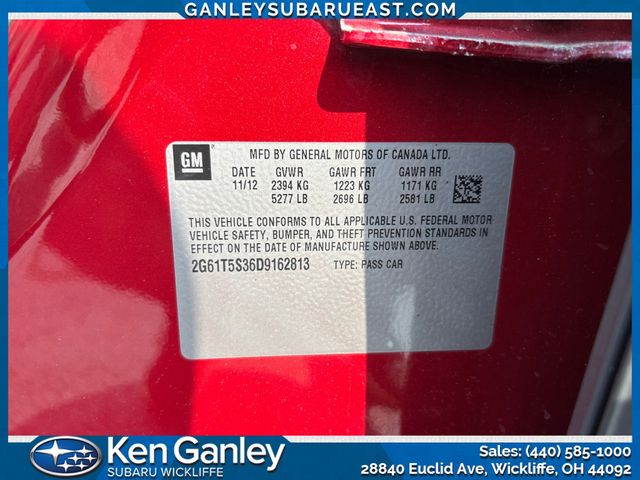 GANLEYSUBARUEAST.COM
GM
MFD BY GENERAL MOTORS OF CANADA LTD.
DATE GVWR GAWR FRT GAWR RR
11/12 2394 KG 1223 KG 1171 KG
5277 LB 2696 LB 2581 LB
THIS VEHICLE CONFORMS TO ALL APPLICABLE U.S. FEDERAL MOTOR
VEHICLE SAFETY, BUMPER, AND THEFT PREVENTION STANDARDS IN
EFFECT ON THE DATE OF MANUFACTURE SHOWN ABOVE.
2G61T5S36D9162813 TYPE: PASS CAR
Ken Ganley
SUBARU WICKLIFFE
Sales: (440) 585-1000
28840 Euclid Ave, Wickliffe, OH 44092